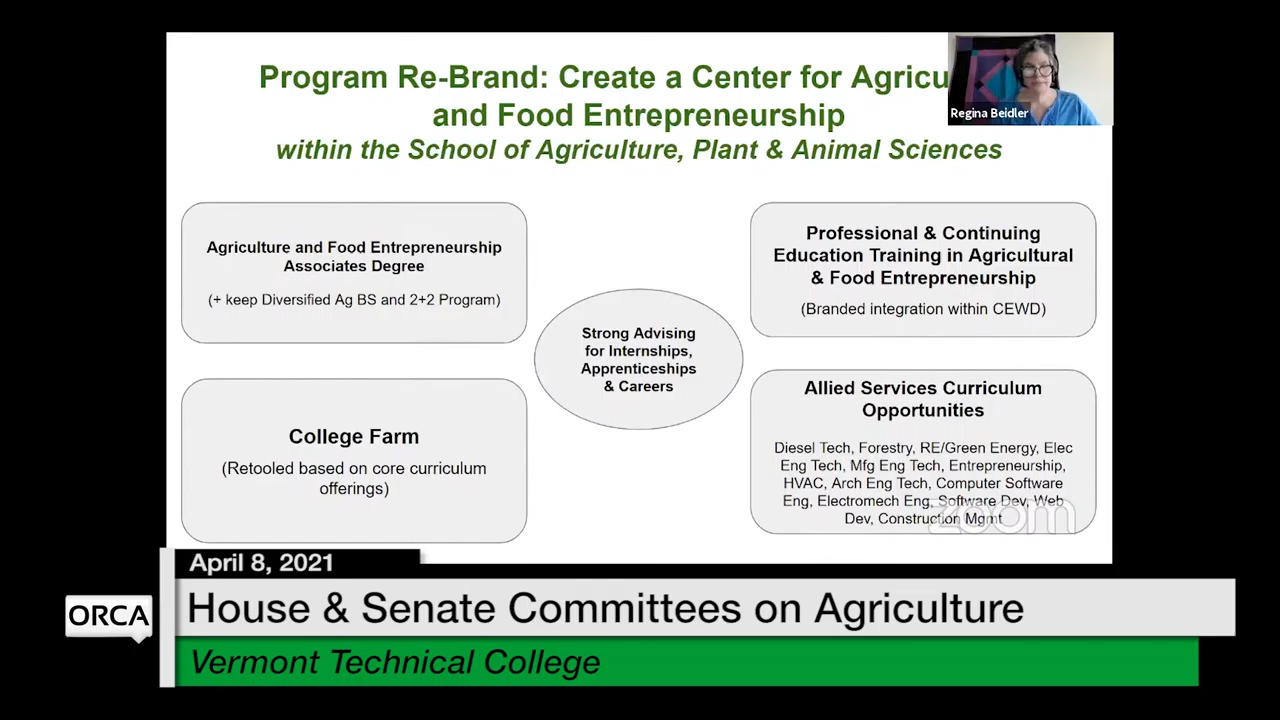 Program Re-Brand: Create a Center for Agricu
and Food Entrepreneurship
within the School of Agriculture, Plant & Animal Sciences
Regina Beidler
Agriculture and Food Entrepreneurship
Associates Degree
(+ keep Diversified Ag BS and 2+2 Program)
Professional & Continuing
Education Training in Agricultural
& Food Entrepreneurship
(Branded integration within CEWD)
Strong Advising
for Internships,
Apprenticeships
& Careers
College Farm
(Retooled based on core curriculum
offerings)
Allied Services Curriculum
Opportunities
Diesel Tech, Forestry, RE/Green Energy, Elec
Eng Tech, Mfg Eng Tech, Entrepreneurship,
HVAC, Arch Eng Tech, Computer Software
Eng, Electromech Eng, Software Dev, Web
Dev, Construction Mgmt
zoom
April 8, 2021
ORCA
House & Senate Committees on Agriculture
Vermont Technical College